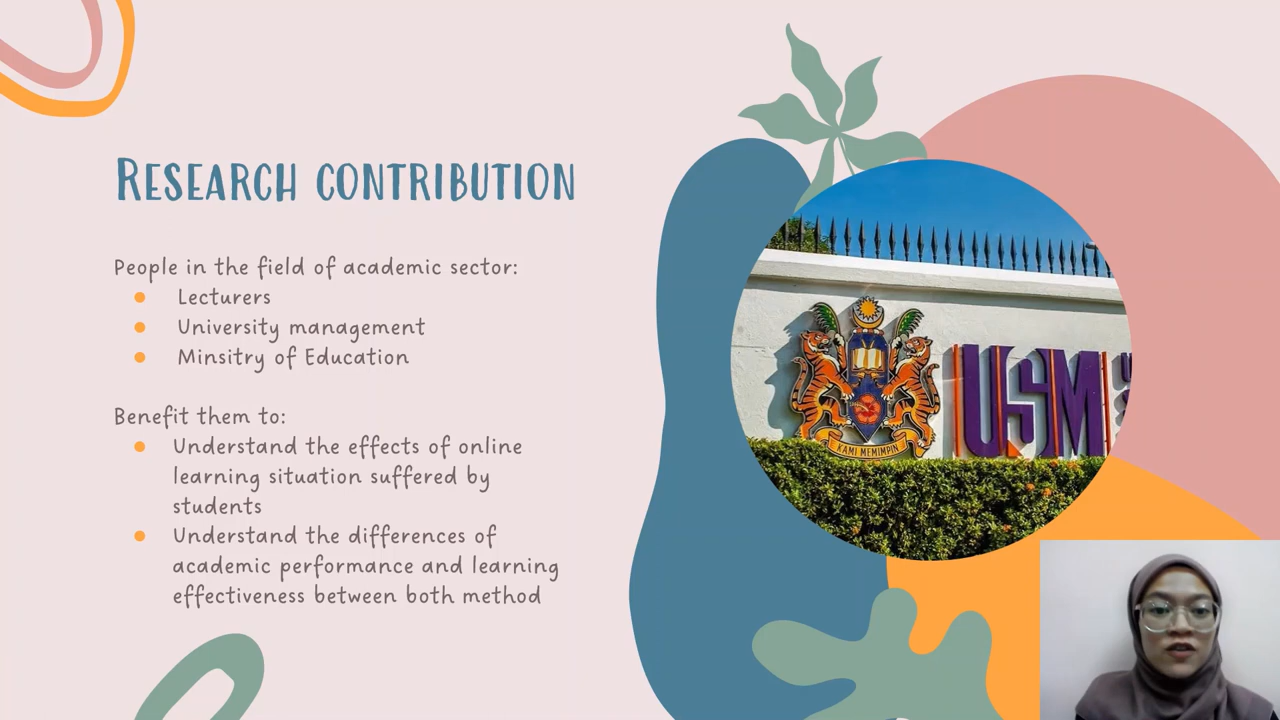 Research contribution
People in the field of academic sector:
Lecturers
University management
Minsitry of Education
Benefit them to:
Understand the effects of online
learning situation suffered by
students
Understand the differences of
academic performance and learning
effectiveness between both method
KAMI MEMIMPIN
USM